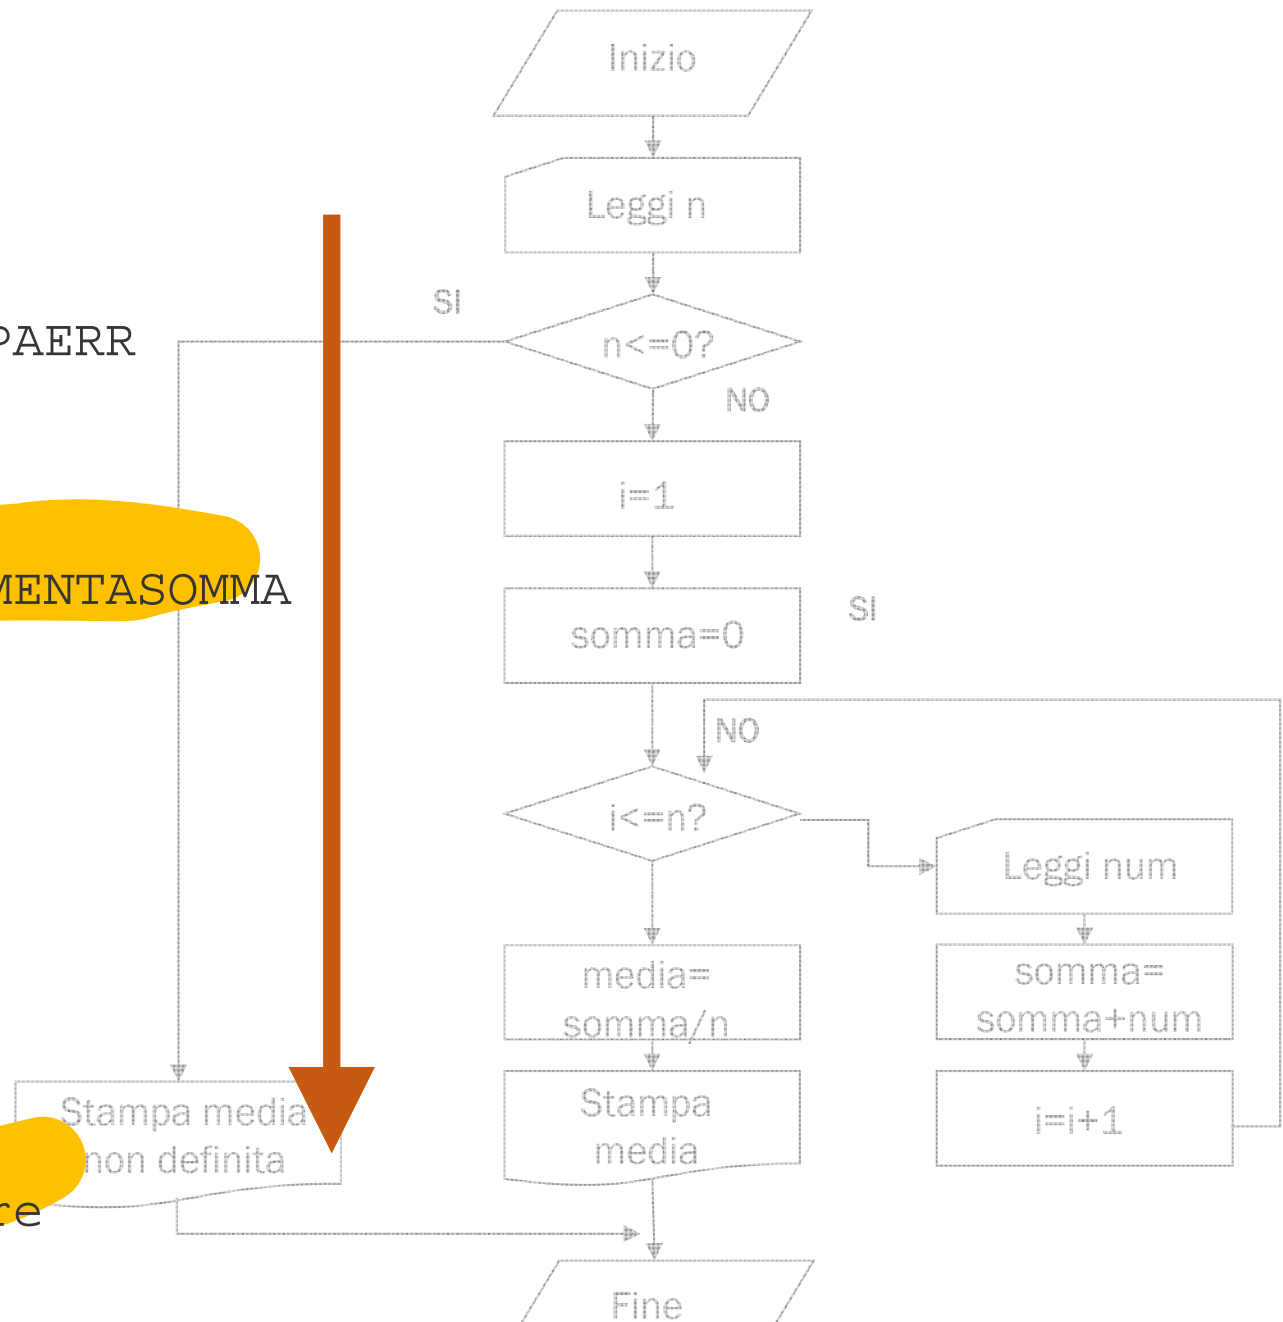 Inizio
Leggi n
SI
n<=0?
PAERR
NO
i=1
MENTASOMMA
somma=0
SI
NO
i<=n?
Leggi num
media=
somma/n
somma=
somma+num
Stampa media
non definita
Stampa
media
i=i+1
re
Fine